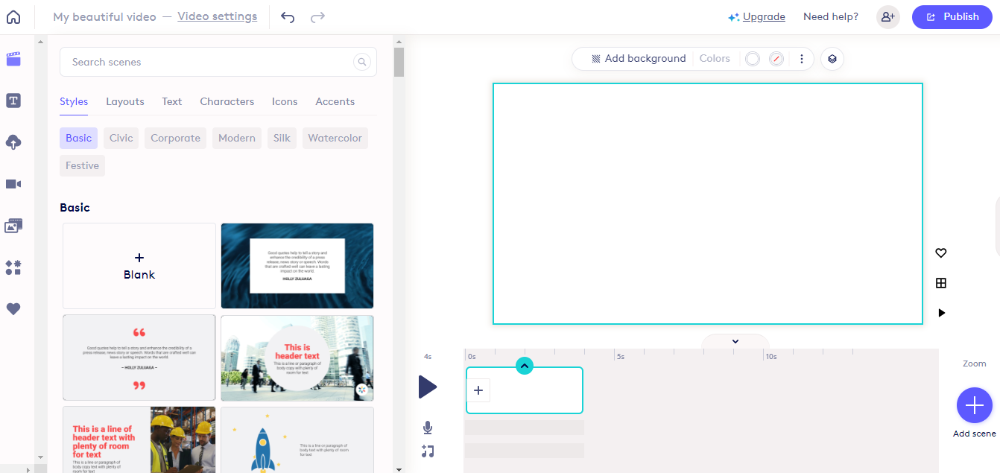 My beautiful video — Video settings
Upgrade
Need help?
Publish
Search scenes
Styles
Layouts
Text
Characters
Icons
Accents
Basic
Civic
Corporate
Modern
Silk
Watercolor
Festive
Basic
+
Blank
Good quotes help to tell a story and
enhance the credibility of a press
release, news story or speech. Words
that are crafted well can leave a lasting
impact on the world.
HOLLY ZULUAGA
“
Good quotes help to tell a story and enhance the credibility of a
press release, news story or speech. Words that are crafted well can
leave a lasting impact on the world.
– HOLLY ZULUAGA –
”
This is
header text
This is a line or paragraph of
body copy with plenty of
room for text
This is a line of
header text with
plenty of room
for text
This is a line or paragraph of
body text with plenty of room
This is a line or paragraph of
body text with plenty of room
for text
Add background
Colors
4s
0s
5s
10s
+
Zoom
Add scene